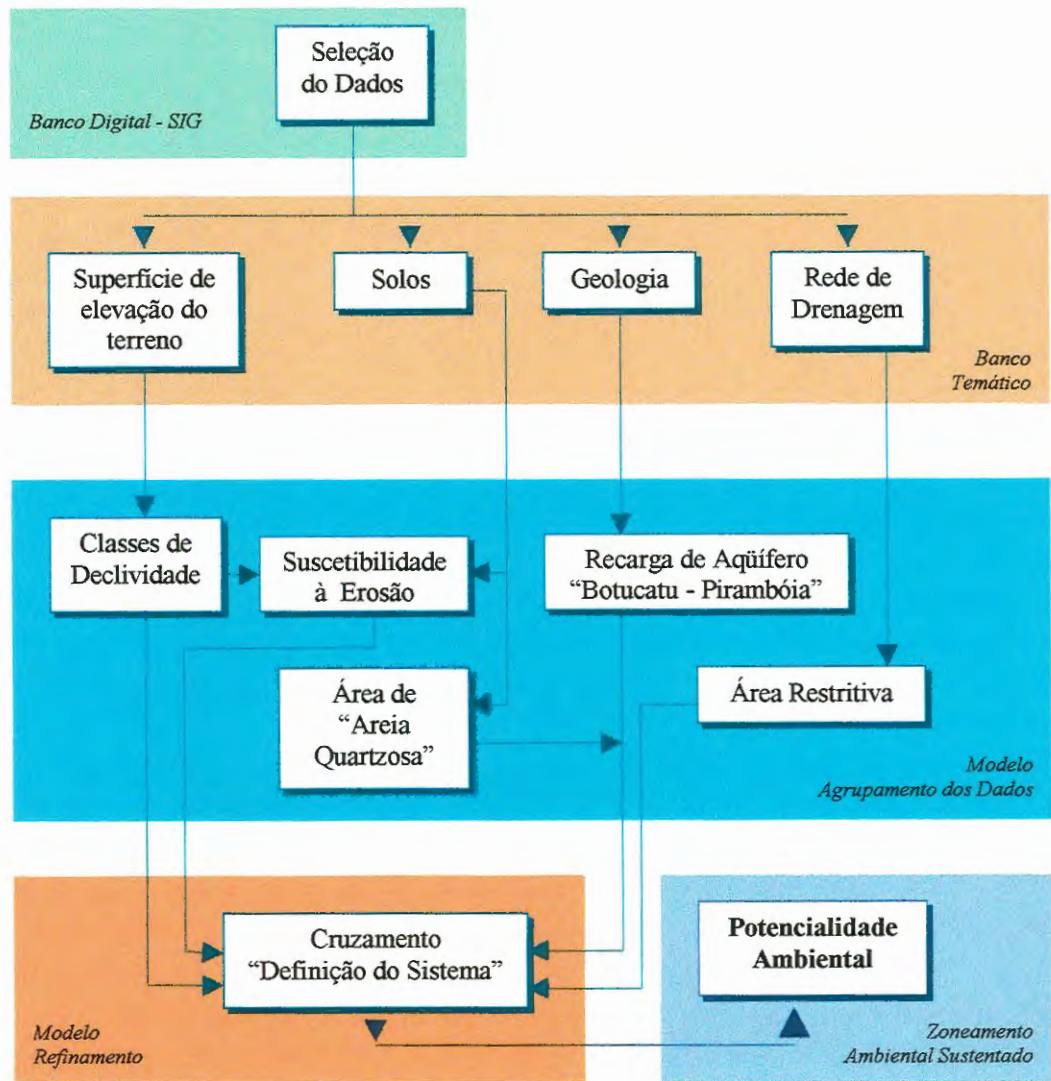 Seleção
do Dados
Banco Digital - SIG
Superfície de
elevação do
terreno
Solos
Geologia
Rede de
Drenagem
Banco
Temático
Classes de
Declividade
Suscetibilidade
à Erosão
Recarga de Aqüífero
“Botucatu - Pirambóia”
Área de
“Areia
Quartzosa”
Área Restritiva
Modelo
Agrupamento dos Dados
Cruzamento
“Definição do Sistema”
Modelo
Refinamento
Potencialidade
Ambiental
Zoneamento
Ambiental Sustentado